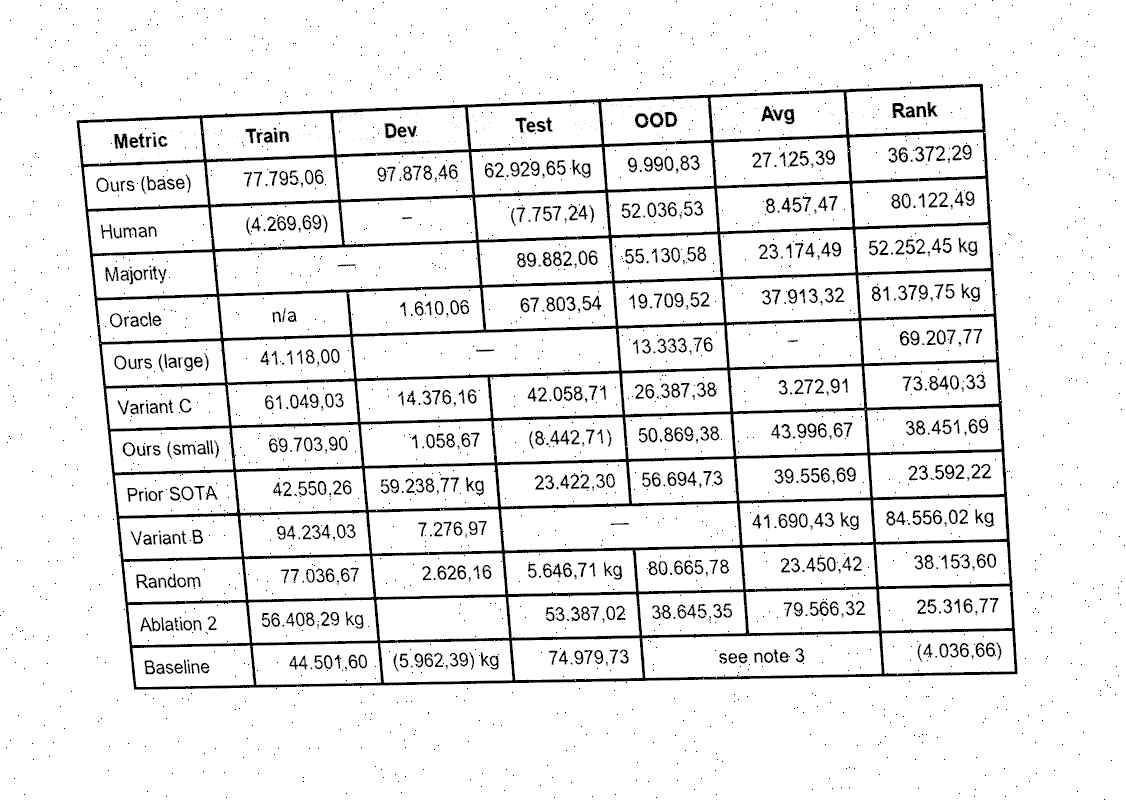 Metric Train Dev Test OOD Avg Rank
Ours (base) 77.795,06 97.878,46 62.929,65 kg 9.990,83 27.125,39 36.372,29
Human (4.269,69) – (7.757,24) 52.036,53 8.457,47 80.122,49
Majority — 89.882,06 55.130,58 23.174,49 52.252,45 kg
Oracle n/a 1.610,06 67.803,54 19.709,52 37.913,32 81.379,75 kg
Ours (large) 41.118,00 — 13.333,76 – 69.207,77
Variant C 61.049,03 14.376,16 42.058,71 26.387,38 3.272,91 73.840,33
Ours (small) 69.703,90 1.058,67 (8.442,71) 50.869,38 43.996,67 38.451,69
Prior SOTA 42.550,26 59.238,77 kg 23.422,30 56.694,73 39.556,69 23.592,22
Variant B 94.234,03 7.276,97 — 41.690,43 kg 84.556,02 kg
Random 77.036,67 2.626,16 5.646,71 kg 80.665,78 23.450,42 38.153,60
Ablation 2 56.408,29 kg 53.387,02 38.645,35 79.566,32 25.316,77
Baseline 44.501,60 (5.962,39) kg 74.979,73 see note 3 (4.036,66)